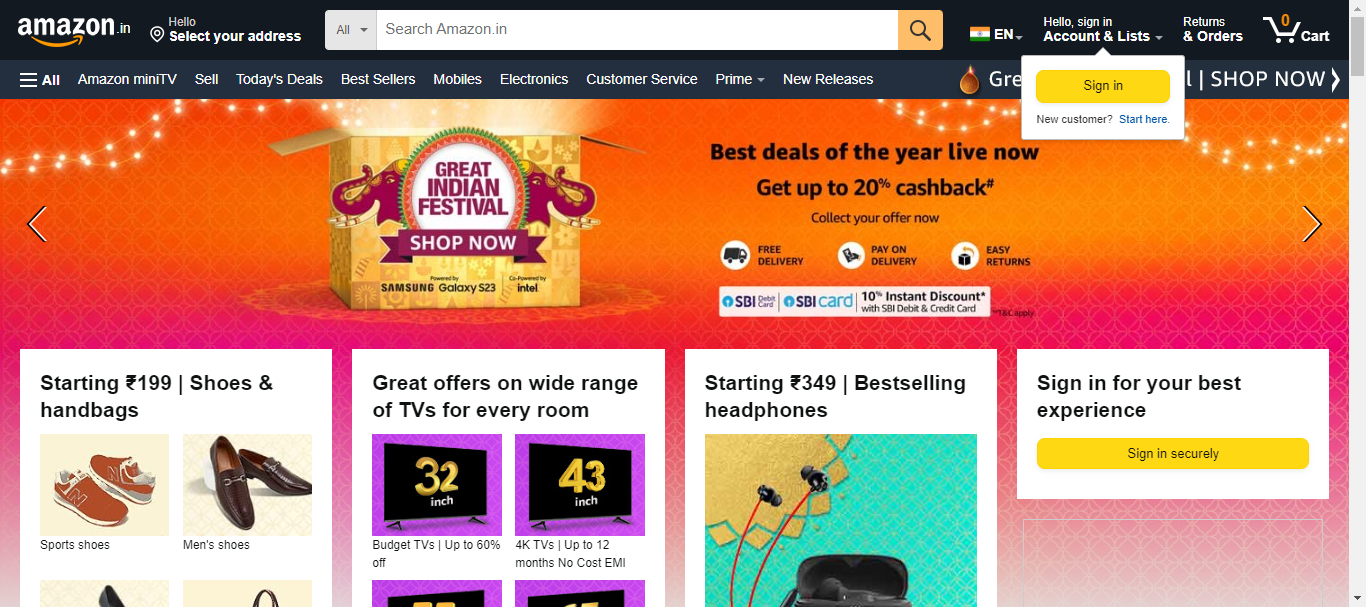 amazon.in
Hello
Select your address
All
Search Amazon.in
EN
Hello, sign in
Account & Lists
Returns
& Orders
0
Cart
All
Amazon miniTV
Sell
Today's Deals
Best Sellers
Mobiles
Electronics
Customer Service
Prime
New Releases
Gre
l | SHOP NOW
Sign in
New customer? Start here.
GREAT
INDIAN
FESTIVAL
SHOP NOW
Powered by
SAMSUNG Galaxy S23
Co-Powered by
intel
Best deals of the year live now
Get up to 20% cashback#
Collect your offer now
FREE
DELIVERY
PAY ON
DELIVERY
EASY
RETURNS
SBI Debit Card
SBI card
10% Instant Discount*
with SBI Debit & Credit Card
*T&C apply
Starting ₹199 | Shoes &
handbags
Sports shoes
Men's shoes
Great offers on wide range
of TVs for every room
32
inch
43
inch
Budget TVs | Up to 60%
off
4K TVs | Up to 12
months No Cost EMI
Starting ₹349 | Bestselling
headphones
Sign in for your best
experience
Sign in securely